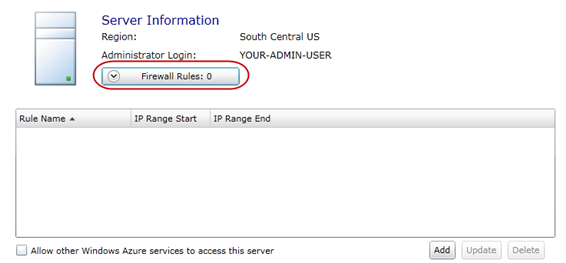 Server Information
Region: South Central US
Administrator Login: YOUR-ADMIN-USER
Firewall Rules: 0
Rule Name IP Range Start IP Range End
Allow other Windows Azure services to access this server Add Update Delete